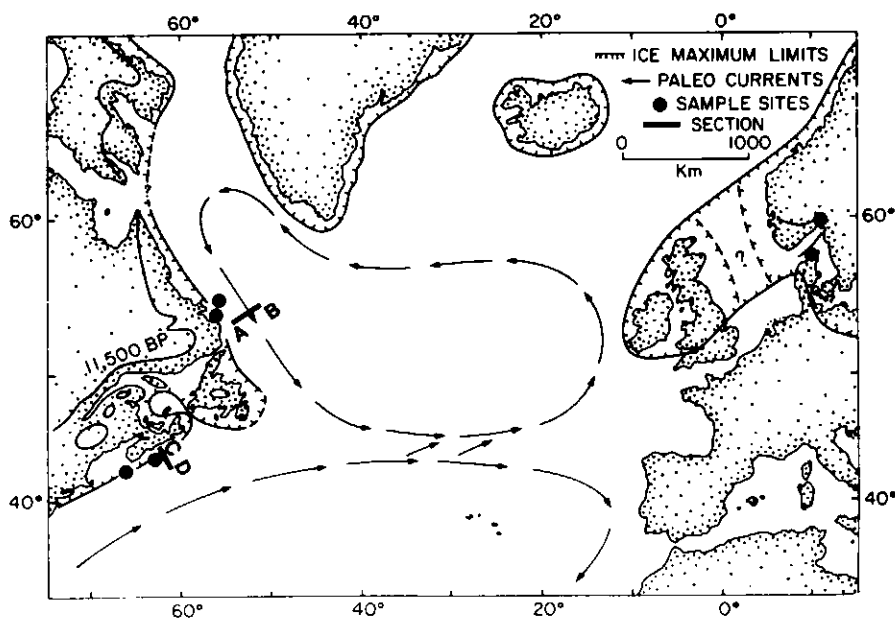 60° 40° 20° 0°
ICE MAXIMUM LIMITS
PALEO CURRENTS
SAMPLE SITES
SECTION
0 1000
Km
60° 60°
?
A B
11,500 BP
C D
40° 40°
60° 40° 20° 0°